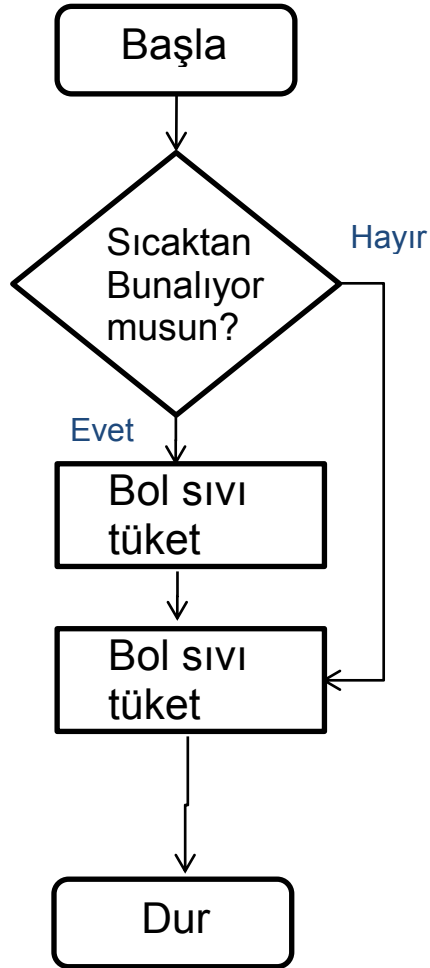 Başla
Sıcaktan
Bunalıyor
musun?
Hayır
Evet
Bol sıvı
tüket
Bol sıvı
tüket
Dur